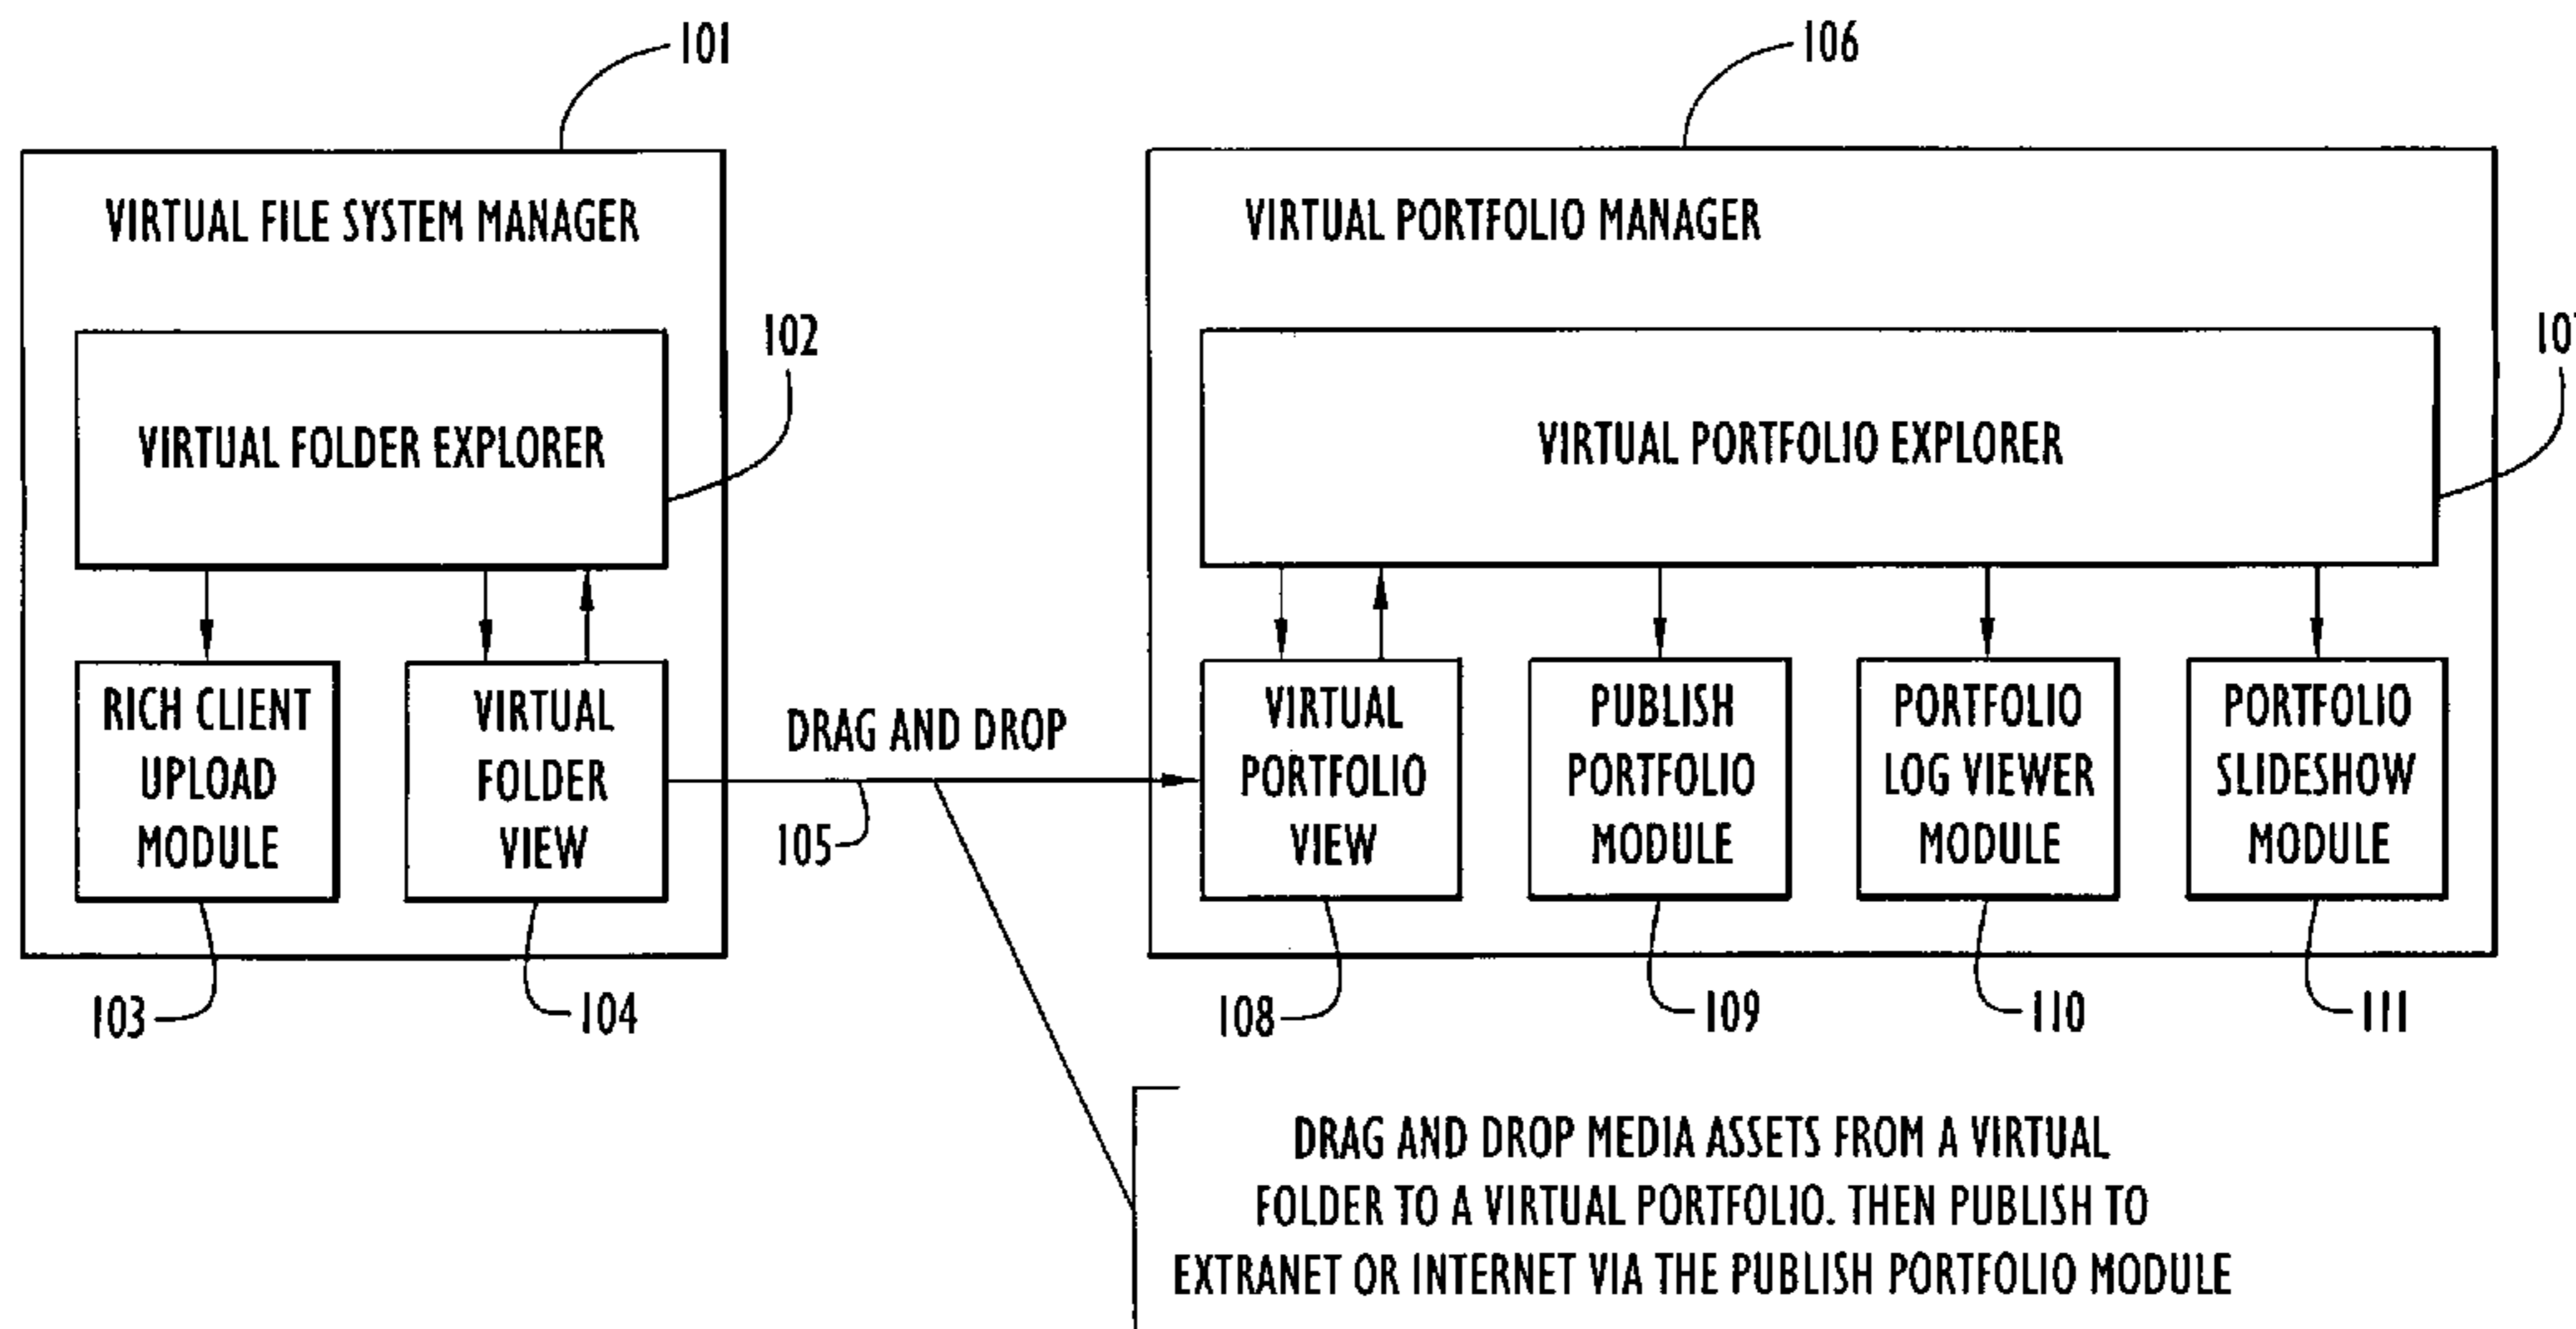 101
106
VIRTUAL FILE SYSTEM MANAGER
VIRTUAL PORTFOLIO MANAGER
102
VIRTUAL FOLDER EXPLORER
VIRTUAL PORTFOLIO EXPLORER
RICH CLIENT
UPLOAD
MODULE
VIRTUAL
FOLDER
VIEW
DRAG AND DROP
105
VIRTUAL
PORTFOLIO
VIEW
PUBLISH
PORTFOLIO
MODULE
PORTFOLIO
LOG VIEWER
MODULE
PORTFOLIO
SLIDESHOW
MODULE
103
104
108
109
110
111
DRAG AND DROP MEDIA ASSETS FROM A VIRTUAL
FOLDER TO A VIRTUAL PORTFOLIO. THEN PUBLISH TO
EXTRANET OR INTERNET VIA THE PUBLISH PORTFOLIO MODULE